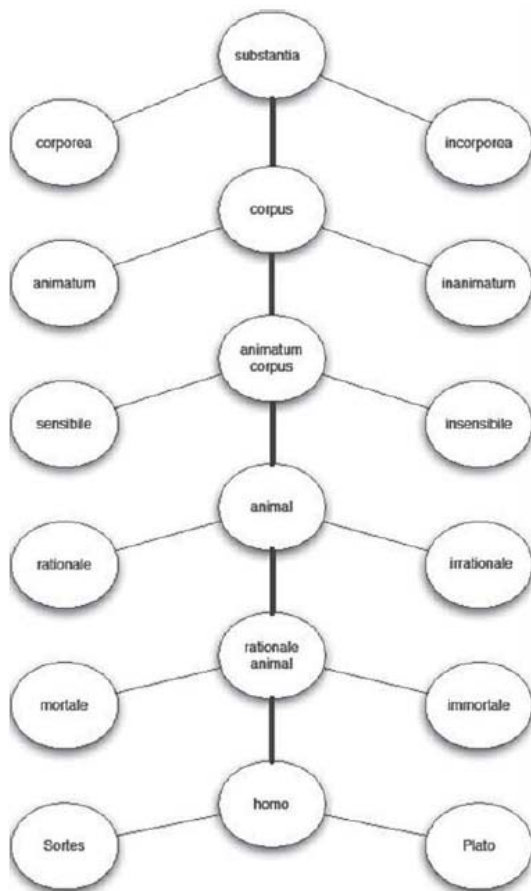 substantia
corporea
incorporea
corpus
animatum
inanimatum
animatum
corpus
sensibile
insensibile
animal
rationale
irrationale
rationale
animal
mortale
immortale
homo
Sortes
Plato